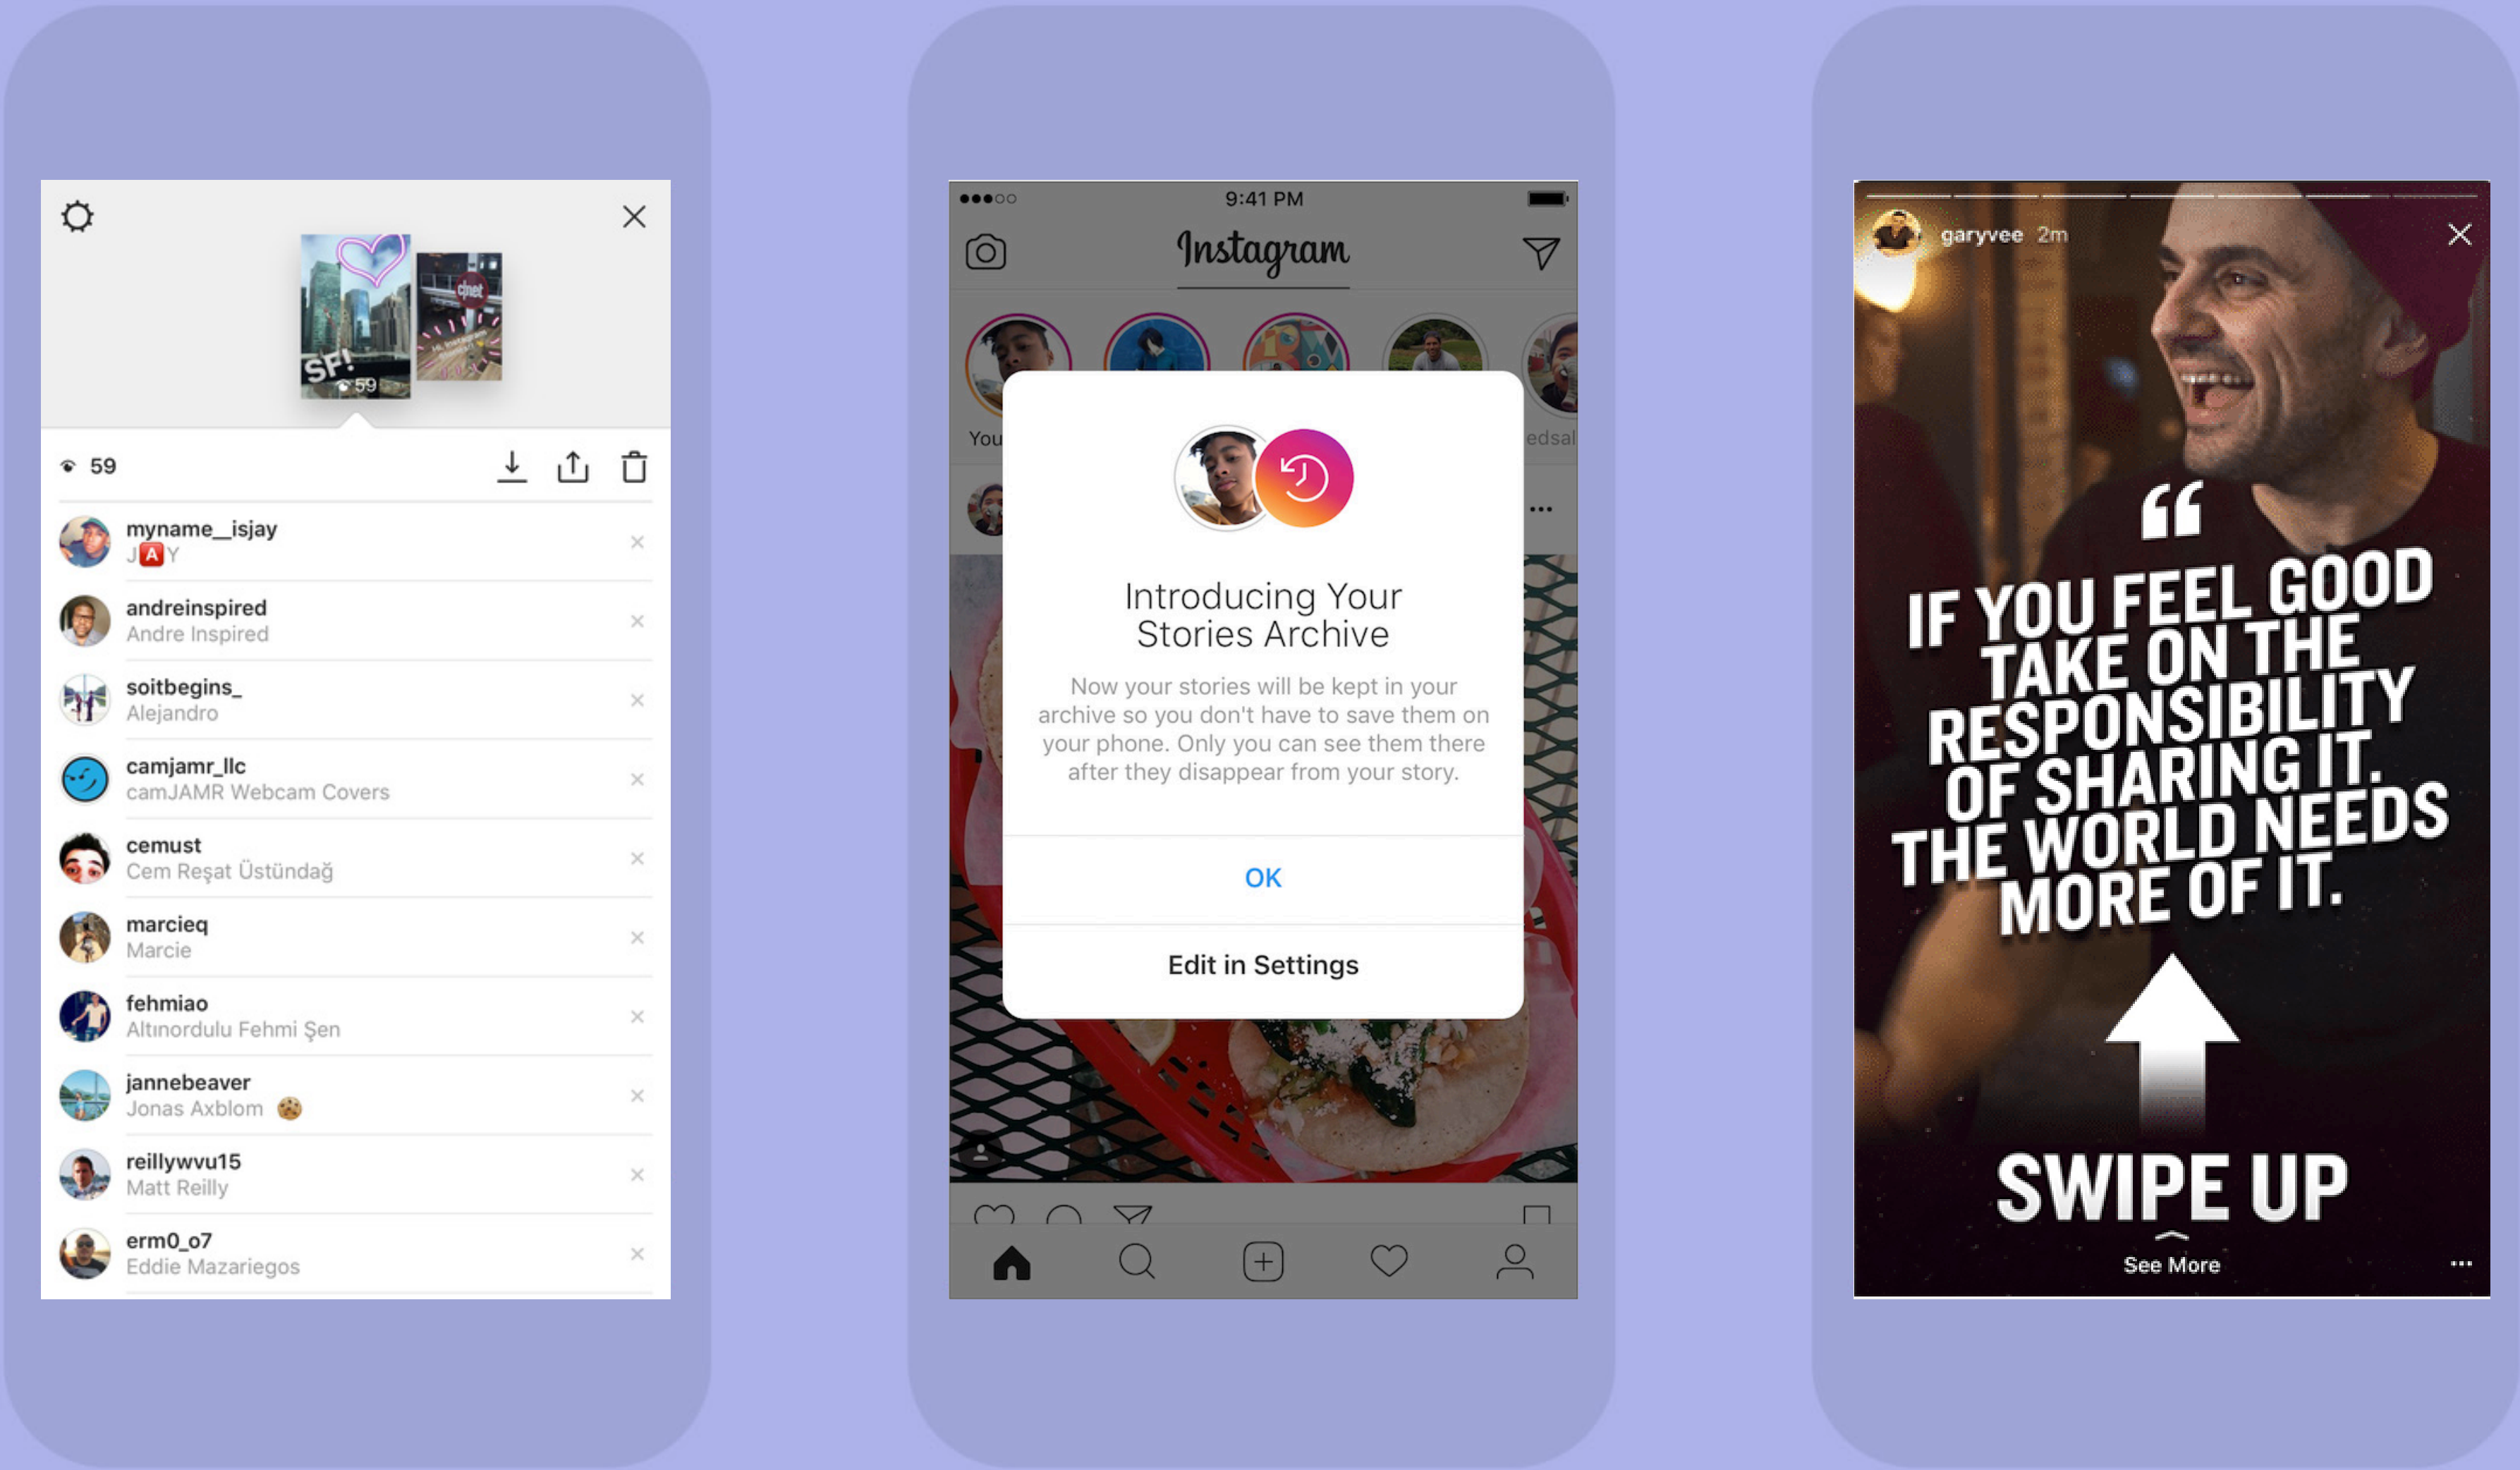 SF!
59
cnet
59
myname__isjay
J🅰Y
andreinspired
Andre Inspired
soitbegins_
Alejandro
camjamr_llc
camJAMR Webcam Covers
cemust
Cem Reşat Üstündağ
marcieq
Marcie
fehmiao
Altınordulu Fehmi Şen
jannebeaver
Jonas Axblom 🍪
reillywvu15
Matt Reilly
erm0_o7
Eddie Mazariegos
9:41 PM
Instagram
You
edsal
Introducing Your
Stories Archive
Now your stories will be kept in your
archive so you don't have to save them on
your phone. Only you can see them there
after they disappear from your story.
OK
Edit in Settings
garyvee 2m
“
IF YOU FEEL GOOD
TAKE ON THE
RESPONSIBILITY
OF SHARING IT.
THE WORLD NEEDS
MORE OF IT.
SWIPE UP
See More